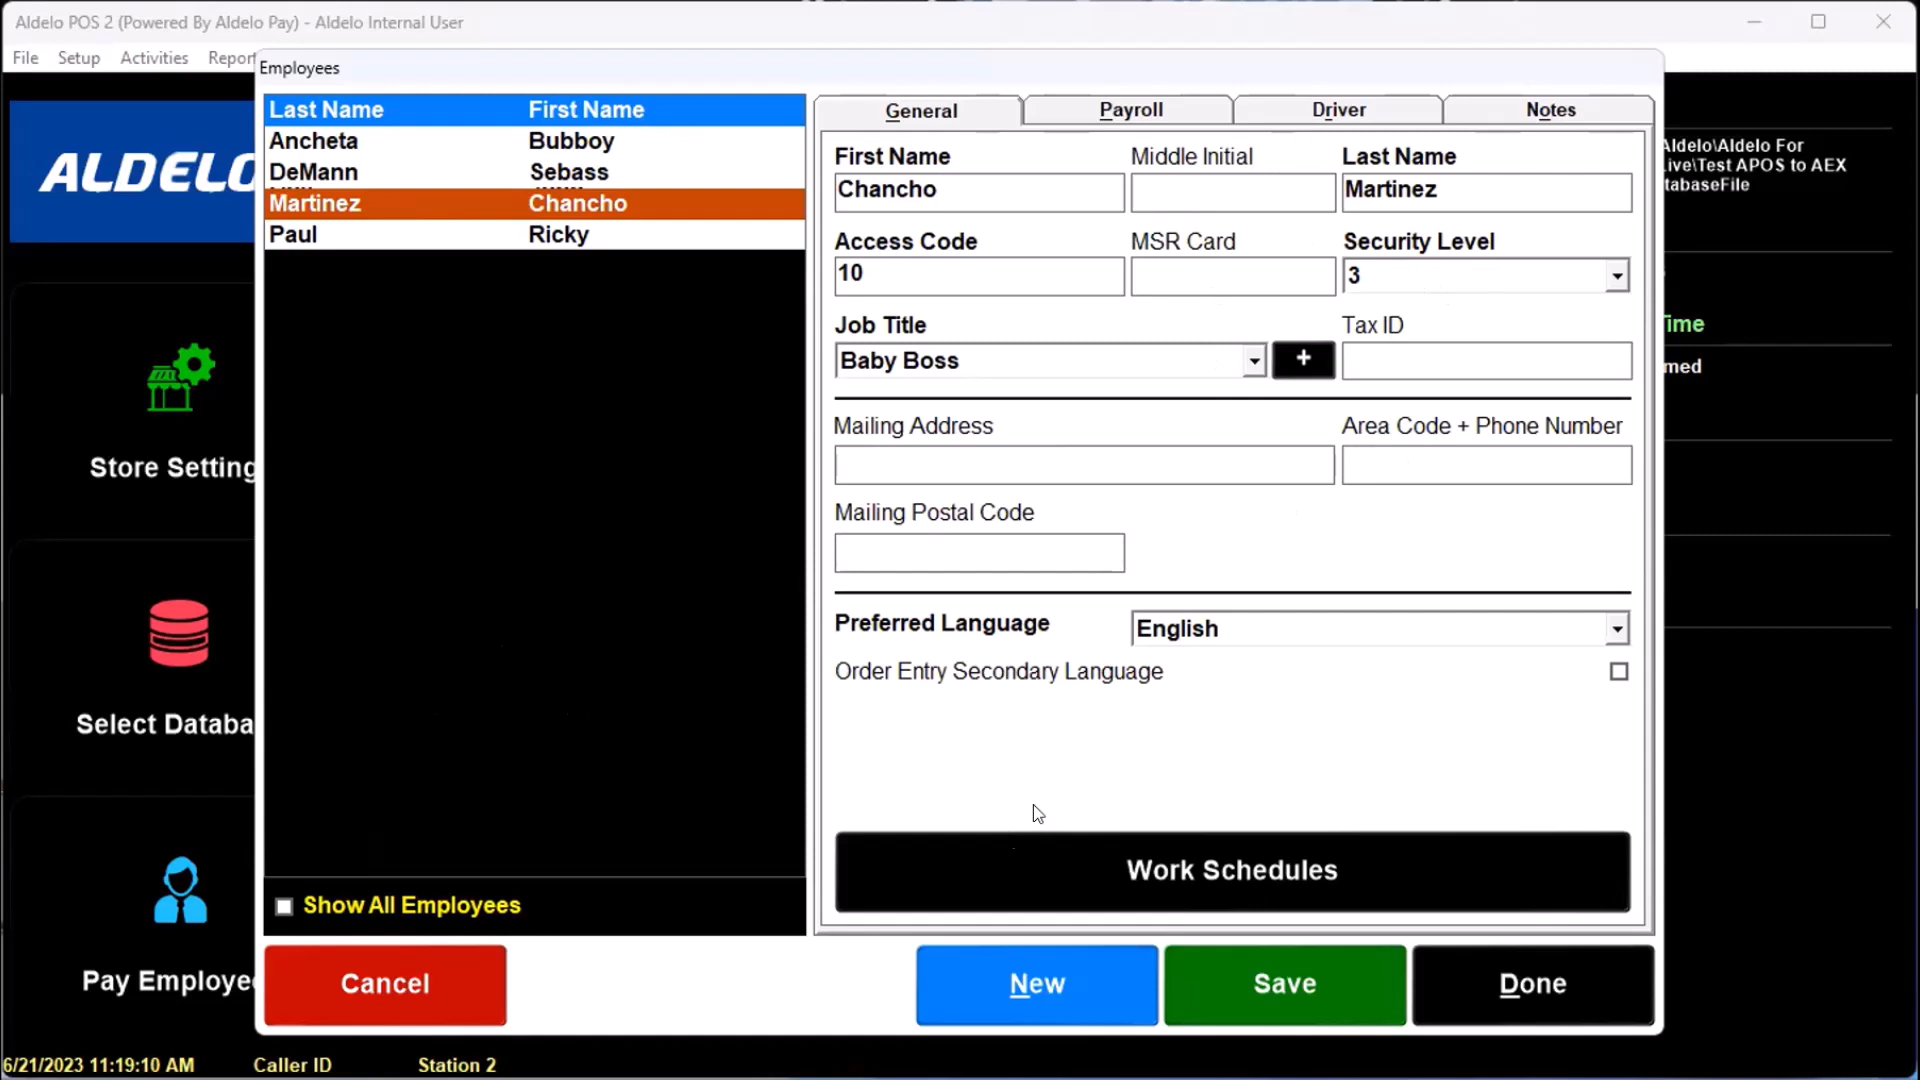 Aldelo POS 2 (Powered By Aldelo Pay) - Aldelo Internal User
File Setup Activities Report
Employees
ALDELO
Last Name First Name
Ancheta Bubboy
DeMann Sebass
Martinez Chancho
Paul Ricky
Show All Employees
General Payroll Driver Notes
First Name Middle Initial Last Name
Chancho Martinez
Access Code MSR Card Security Level
10 3
Job Title Tax ID
Baby Boss +
Mailing Address Area Code + Phone Number
Mailing Postal Code
Preferred Language English
Order Entry Secondary Language
Work Schedules
Cancel New Save Done
Store Setting
Select Databa
Pay Employe
Aldelo\Aldelo For
ive\Test APOS to AEX
tabaseFile
ime
med
6/21/2023 11:19:10 AM Caller ID Station 2